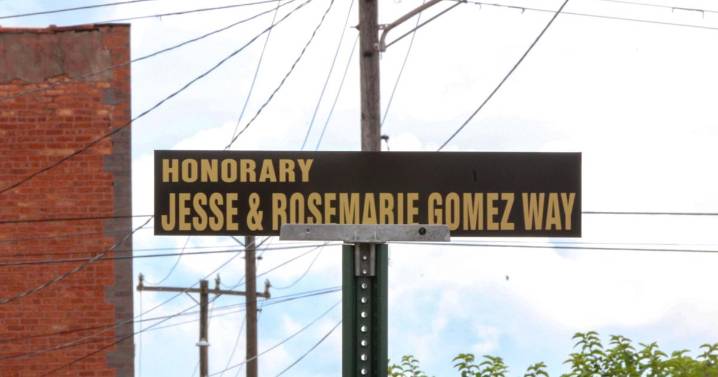 HONORARY
JESSE & ROSEMARIE GOMEZ WAY